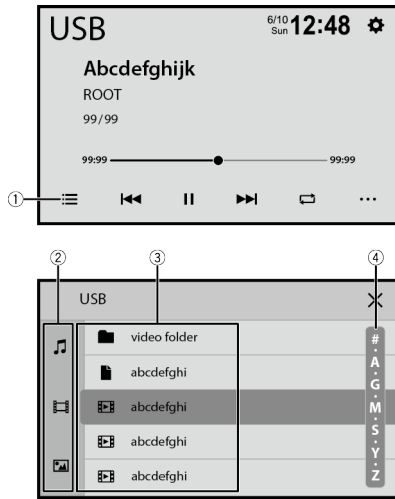 USB
6/10
Sun 12:48
Abcdefghijk
ROOT
99/99
99:99 99:99
①
② ③ ④
USB
video folder
abcdefghi
abcdefghi
abcdefghi
abcdefghi
#
A
G
M
S
Y
Z